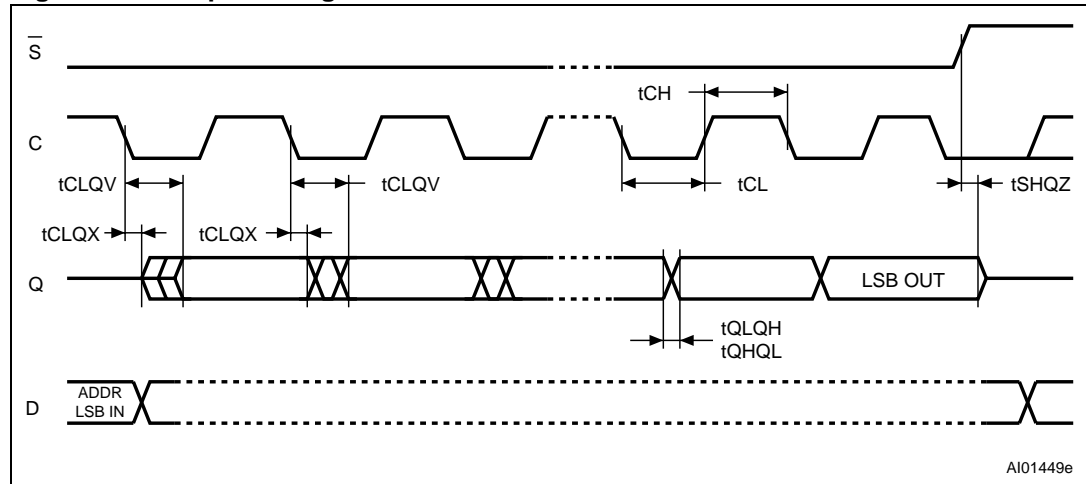 S
tCH
C
tCLQV
tCLQV
tCL
tSHQZ
tCLQX
tCLQX
Q
LSB OUT
tQLQH
tQHQL
D
ADDR
LSB IN
AI01449e